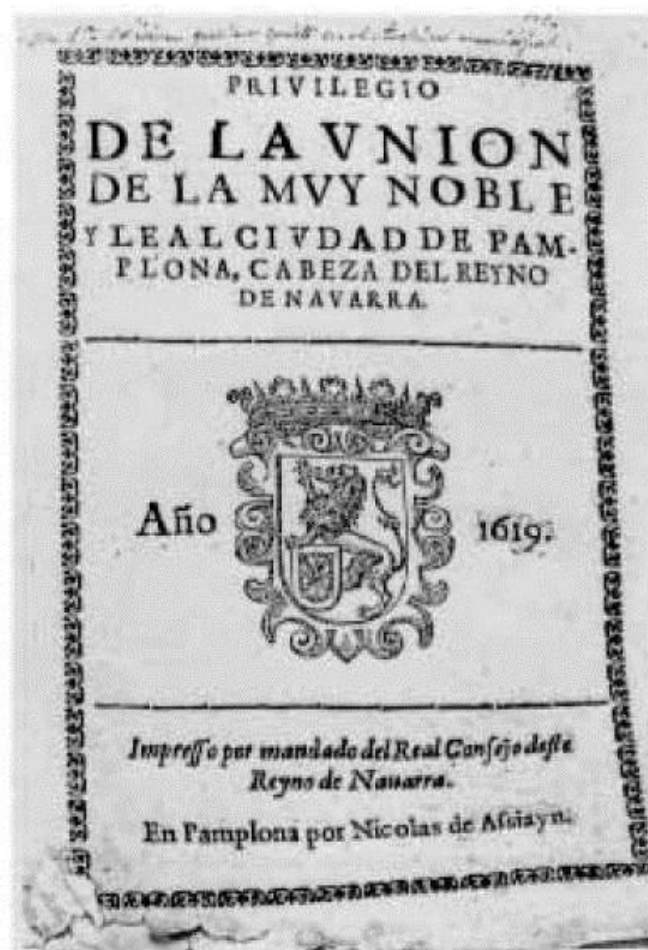 PRIVILEGIO
DE LA VNION
DE LA MVY NOBLE
Y LEAL CIVDAD DE PAM-
PLONA, CABEZA DEL REYNO
DE NAVARRA.
Año 1619.
Impresso por mandado del Real Consejo deste
Reyno de Nauarra.
En Pamplona por Nicolas de Assiayn.